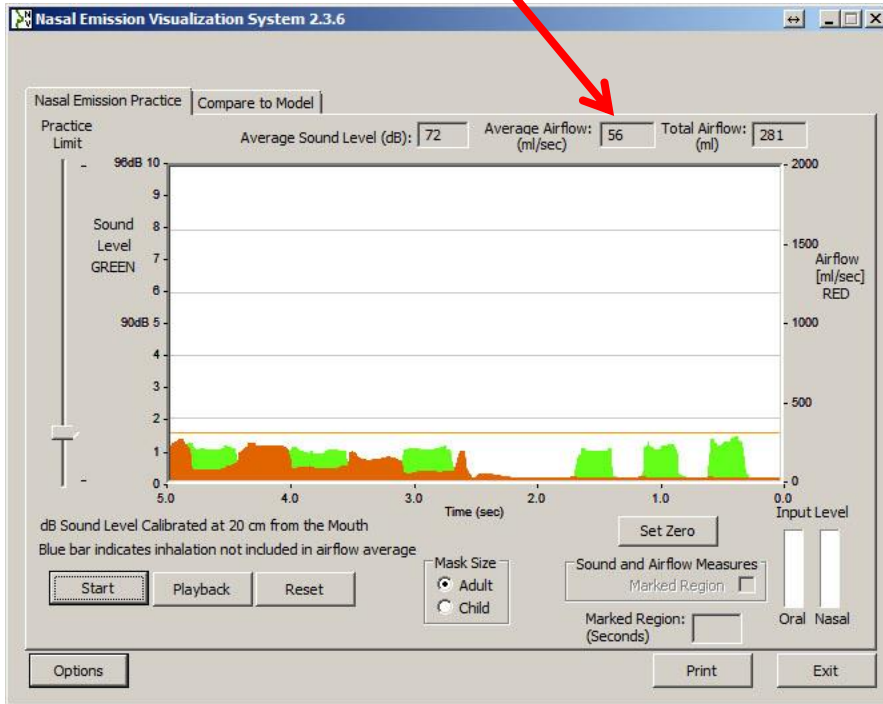 Nasal Emission Visualization System 2.3.6
Nasal Emission Practice Compare to Model
Practice Limit
Average Sound Level (dB): 72
Average Airflow: (ml/sec) 56
Total Airflow: (ml) 281
96dB 10
9
8
7
6
90dB 5
4
3
2
1
0
Sound
Level
GREEN
2000
1500
1000
500
0
Airflow
[ml/sec]
RED
5.0 4.0 3.0 2.0 1.0 0.0
Time (sec)
dB Sound Level Calibrated at 20 cm from the Mouth
Blue bar indicates inhalation not included in airflow average
Start Playback Reset
Mask Size
Adult
Child
Set Zero
Sound and Airflow Measures
Marked Region
Marked Region:
(Seconds)
Input Level
Oral Nasal
Options Print Exit